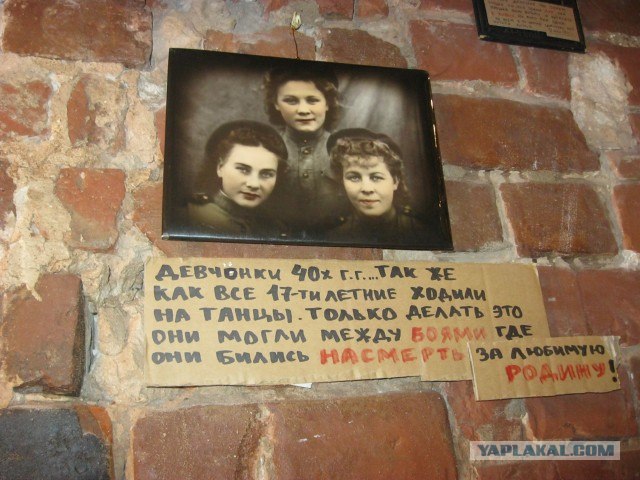 ДЕВЧОНКИ 40х г.г...ТАК ЖЕ
КАК ВСЕ 17-ТИ ЛЕТНИЕ ХОДИЛИ
НА ТАНЦЫ. ТОЛЬКО ДЕЛАТЬ ЭТО
ОНИ МОГЛИ МЕЖДУ БОЯМИ ГДЕ
ОНИ БИЛИСЬ НАСМЕРТЬ ЗА ЛЮБИМУЮ
РОДИНУ!
YAPLAKAL.COM